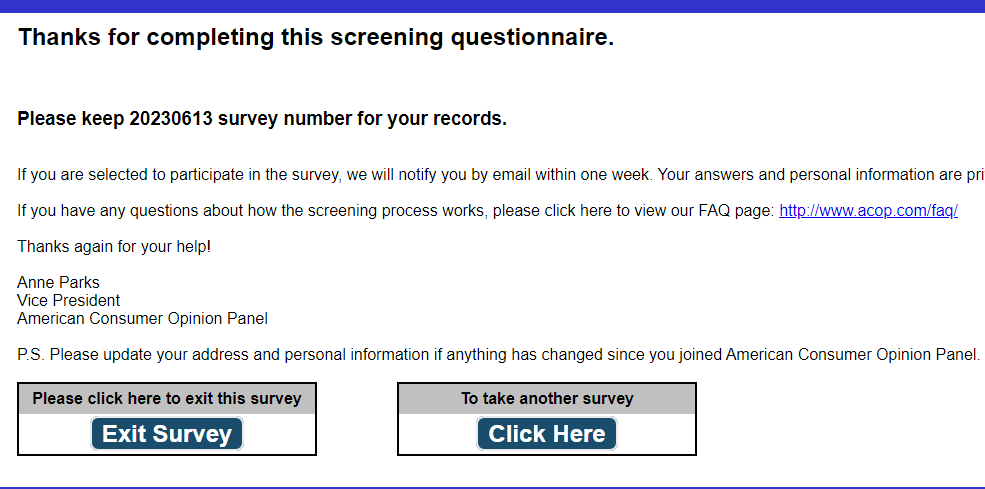 Thanks for completing this screening questionnaire.
Please keep 20230613 survey number for your records.
If you are selected to participate in the survey, we will notify you by email within one week. Your answers and personal information are pri
If you have any questions about how the screening process works, please click here to view our FAQ page: http://www.acop.com/faq/
Thanks again for your help!
Anne Parks
Vice President
American Consumer Opinion Panel
P.S. Please update your address and personal information if anything has changed since you joined American Consumer Opinion Panel.
Please click here to exit this survey
Exit Survey
To take another survey
Click Here